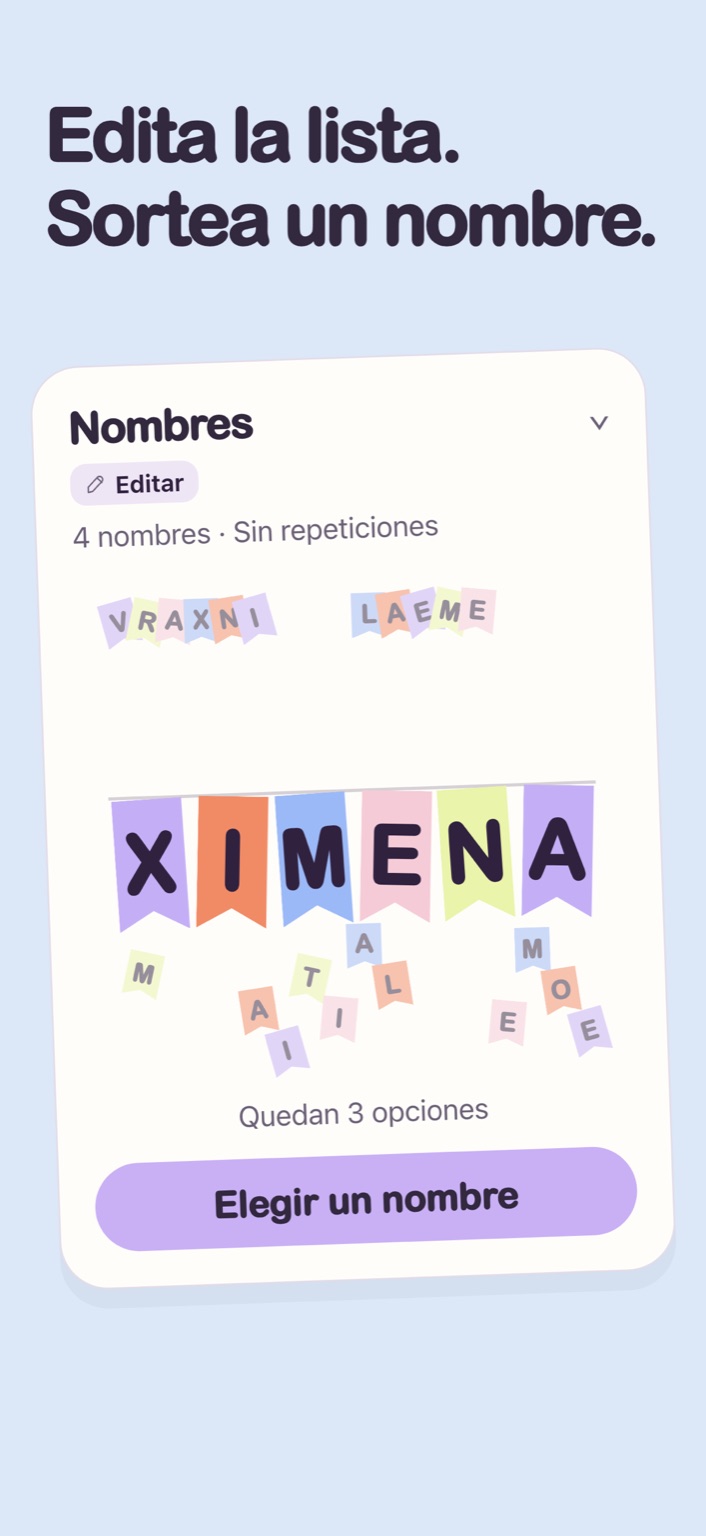 Edita la lista.
Sortea un nombre.
Nombres
Editar
4 nombres · Sin repeticiones
VRAXNI
LAEME
XIMENA
M
A
I
T
I
A
L
E
M
O
E
Quedan 3 opciones
Elegir un nombre